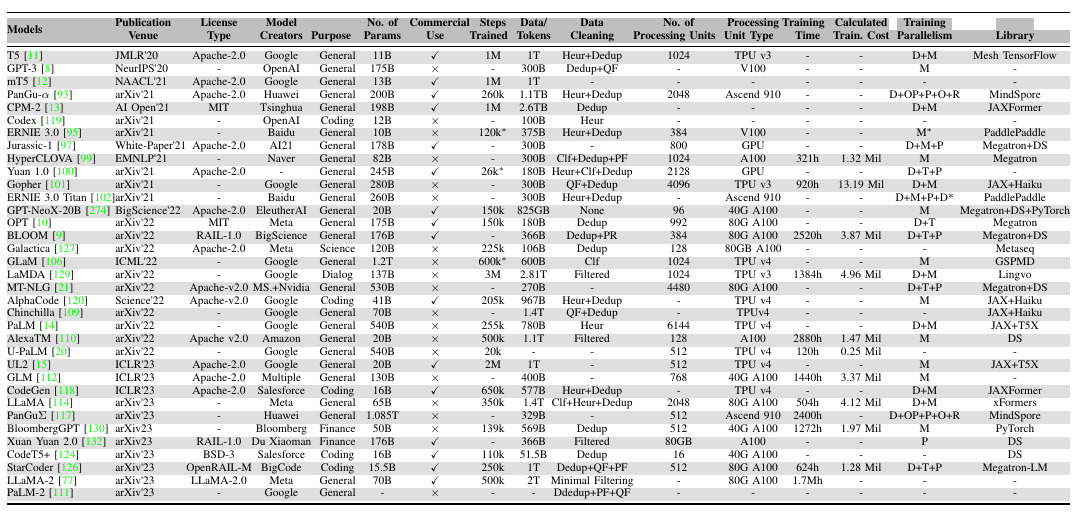 Models Publication Venue License Type Model Creators Purpose No. of Params Commercial Use Steps Trained Data/ Tokens Data Cleaning No. of Processing Units Processing Unit Type Training Time Calculated Train. Cost Training Parallelism Library
T5 [11] JMLR'20 Apache-2.0 Google General 11B ✓ 1M 1T Heur+Dedup 1024 TPU v3 - - D+M Mesh TensorFlow
GPT-3 [8] NeurIPS'20 - OpenAI General 175B × - 300B Dedup+QF - V100 - - M -
mT5 [12] NAACL'21 Apache-2.0 Google General 13B ✓ 1M 1T - - - - - - -
PanGu-α [93] arXiv'21 Apache-2.0 Huawei General 200B ✓ 260k 1.1TB Heur+Dedup 2048 Ascend 910 - - D+OP+P+O+R MindSpore
CPM-2 [13] AI Open'21 MIT Tsinghua General 198B ✓ 1M 2.6TB Dedup - - - - D+M JAXFormer
Codex [119] arXiv'21 - OpenAI Coding 12B × - 100B Heur - - - - - -
ERNIE 3.0 [95] arXiv'21 - Baidu General 10B × 120k* 375B Heur+Dedup 384 V100 - - M* PaddlePaddle
Jurassic-1 [97] White-Paper'21 Apache-2.0 AI21 General 178B ✓ - 300B - 800 GPU - - D+M+P Megatron+DS
HyperCLOVA [99] EMNLP'21 - Naver General 82B × - 300B Clf+Dedup+PF 1024 A100 321h 1.32 Mil M Megatron
Yuan 1.0 [100] arXiv'21 Apache-2.0 - General 245B ✓ 26k* 180B Heur+Clf+Dedup 2128 GPU - - D+T+P -
Gopher [101] arXiv'21 - Google General 280B × - 300B QF+Dedup 4096 TPU v3 920h 13.19 Mil D+M JAX+Haiku
ERNIE 3.0 Titan [102] arXiv'21 - Baidu General 260B × - 300B Heur+Dedup - Ascend 910 - - D+M+P+D* PaddlePaddle
GPT-NeoX-20B [274] BigScience'22 Apache-2.0 EleutherAI General 20B ✓ 150k 825GB None 96 40G A100 - - M Megatron+DS+PyTorch
OPT [10] arXiv'22 MIT Meta General 175B ✓ 150k 180B Dedup 992 80G A100 - - D+T Megatron
BLOOM [9] arXiv'22 RAIL-1.0 BigScience General 176B ✓ - 366B Dedup+PR 384 80G A100 2520h 3.87 Mil D+T+P Megatron+DS
Galactica [127] arXiv'22 Apache-2.0 Meta Science 120B × 225k 106B Dedup 128 80GB A100 - - - Metaseq
GLaM [106] ICML'22 - Google General 1.2T × 600k* 600B Clf 1024 TPU v4 - - M GSPMD
LaMDA [129] arXiv'22 - Google Dialog 137B × 3M 2.81T Filtered 1024 TPU v3 1384h 4.96 Mil D+M Lingvo
MT-NLG [21] arXiv'22 Apache-v2.0 MS.+Nvidia General 530B × - 270B - 4480 80G A100 - - D+T+P Megatron+DS
AlphaCode [120] Science'22 Apache-v2.0 Google Coding 41B ✓ 205k 967B Heur+Dedup - TPU v4 - - M JAX+Haiku
Chinchilla [109] arXiv'22 - Google General 70B × - 1.4T QF+Dedup - TPUv4 - - - JAX+Haiku
PaLM [14] arXiv'22 - Google General 540B × 255k 780B Heur 6144 TPU v4 - - D+M JAX+T5X
AlexaTM [110] arXiv'22 Apache v2.0 Amazon General 20B × 500k 1.1T Filtered 128 A100 2880h 1.47 Mil M DS
U-PaLM [20] arXiv'22 - Google General 540B × 20k - - 512 TPU v4 120h 0.25 Mil - -
UL2 [15] ICLR'23 Apache-2.0 Google General 20B ✓ 2M 1T - 512 TPU v4 - - M JAX+T5X
GLM [112] ICLR'23 Apache-2.0 Multiple General 130B × - 400B - 768 40G A100 1440h 3.37 Mil M -
CodeGen [118] ICLR'23 Apache-2.0 Salesforce Coding 16B ✓ 650k 577B Heur+Dedup - TPU v4 - - D+M JAXFormer
LLaMA [114] arXiv'23 - Meta General 65B × 350k 1.4T Clf+Heur+Dedup 2048 80G A100 504h 4.12 Mil D+M xFormers
PanGuΣ [117] arXiv'23 - Huawei General 1.085T × - 329B - 512 Ascend 910 2400h - D+OP+P+O+R MindSpore
BloombergGPT [130] arXiv23 - Bloomberg Finance 50B × 139k 569B Dedup 512 40G A100 1272h 1.97 Mil M PyTorch
Xuan Yuan 2.0 [132] arXiv23 RAIL-1.0 Du Xiaoman Finance 176B ✓ - 366B Filtered 80GB A100 - - P DS
CodeT5+ [124] arXiv'23 BSD-3 Salesforce Coding 16B ✓ 110k 51.5B Dedup 16 40G A100 - - - DS
StarCoder [126] arXiv'23 OpenRAIL-M BigCode Coding 15.5B ✓ 250k 1T Dedup+QF+PF 512 80G A100 624h 1.28 Mil D+T+P Megatron-LM
LLaMA-2 [77] arXiv'23 LLaMA-2.0 Meta General 70B ✓ 500k 2T Minimal Filtering - 80G A100 1.7Mh - - -
PaLM-2 [111] arXiv'23 - Google General - × - - Ddedup+PF+QF - - - - - -